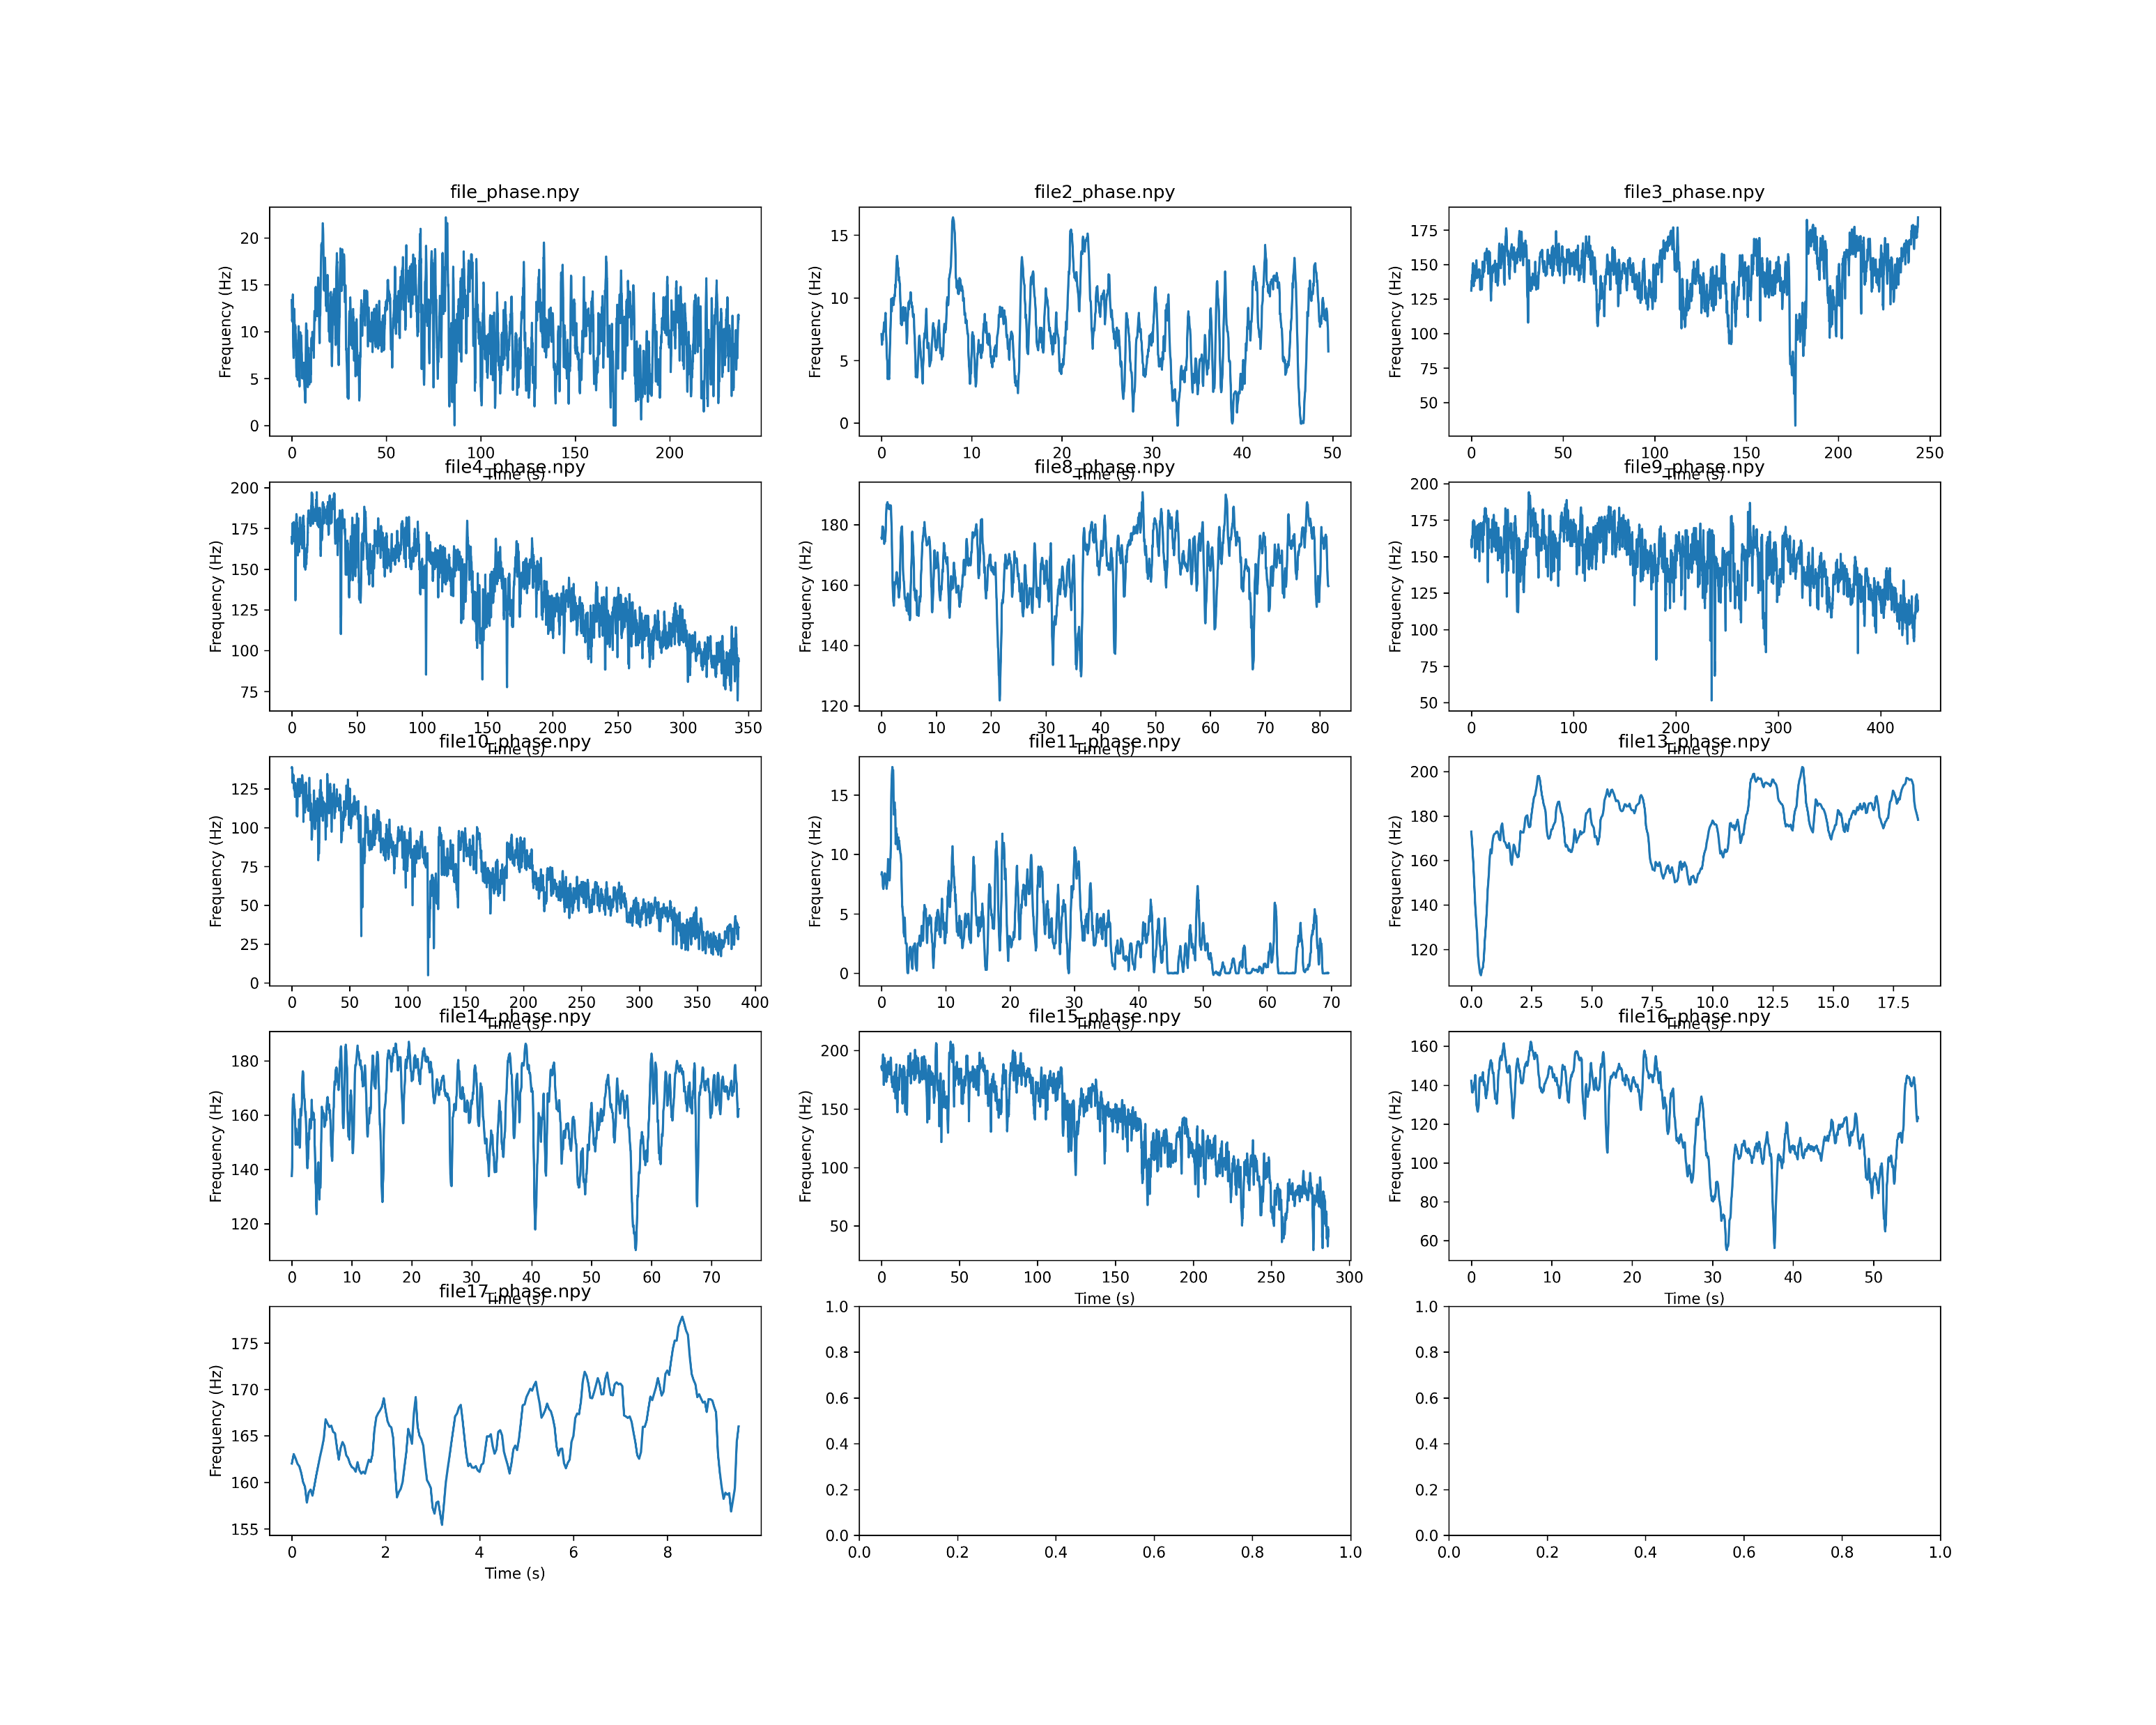 file_phase.npy
Frequency (Hz)
20
15
10
5
0
0 50 100 150 200
Time (s)
file2_phase.npy
Frequency (Hz)
15
10
5
0
0 10 20 30 40 50
Time (s)
file3_phase.npy
Frequency (Hz)
175
150
125
100
75
50
0 50 100 150 200 250
Time (s)
file4_phase.npy
Frequency (Hz)
200
175
150
125
100
75
0 50 100 150 200 250 300 350
Time (s)
file8_phase.npy
Frequency (Hz)
180
160
140
120
0 10 20 30 40 50 60 70 80
Time (s)
file9_phase.npy
Frequency (Hz)
200
175
150
125
100
75
50
0 100 200 300 400
Time (s)
file10_phase.npy
Frequency (Hz)
125
100
75
50
25
0
0 50 100 150 200 250 300 350 400
Time (s)
file11_phase.npy
Frequency (Hz)
15
10
5
0
0 10 20 30 40 50 60 70
Time (s)
file13_phase.npy
Frequency (Hz)
200
180
160
140
120
0.0 2.5 5.0 7.5 10.0 12.5 15.0 17.5
Time (s)
file14_phase.npy
Frequency (Hz)
180
160
140
120
0 10 20 30 40 50 60 70
Time (s)
file15_phase.npy
Frequency (Hz)
200
150
100
50
0 50 100 150 200 250 300
Time (s)
file16_phase.npy
Frequency (Hz)
160
140
120
100
80
60
0 10 20 30 40 50
Time (s)
file17_phase.npy
Frequency (Hz)
175
170
165
160
155
0 2 4 6 8
Time (s)
1.0
0.8
0.6
0.4
0.2
0.0
0.0 0.2 0.4 0.6 0.8 1.0
1.0
0.8
0.6
0.4
0.2
0.0
0.0 0.2 0.4 0.6 0.8 1.0